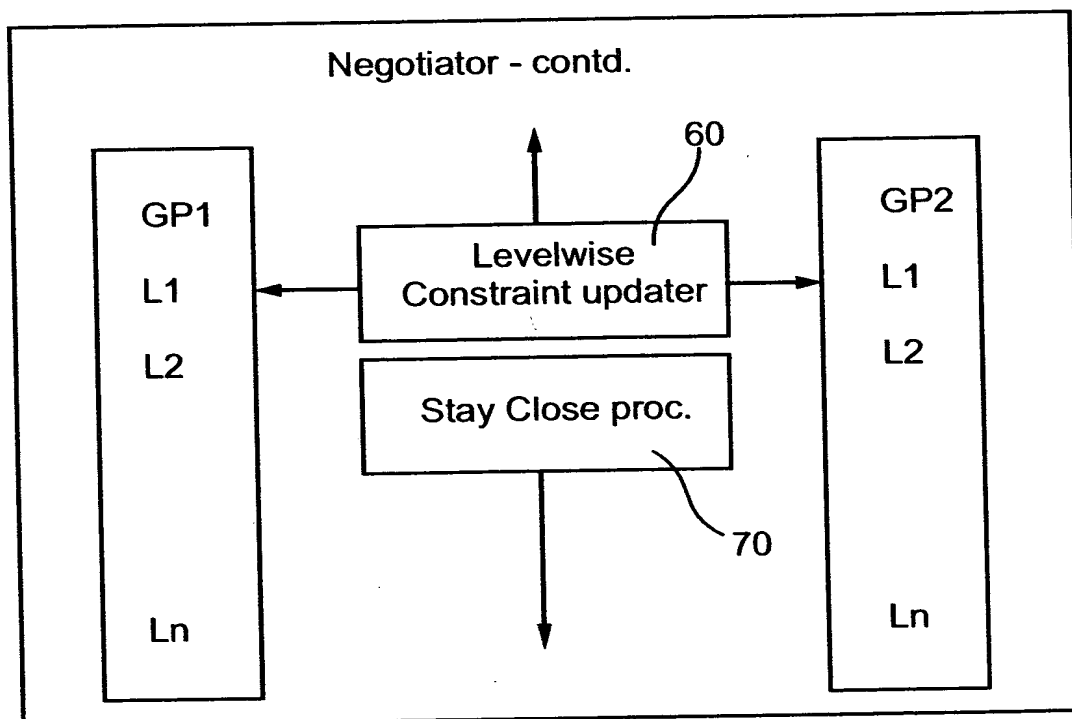 Negotiator - contd.
60
GP1
L1
L2
Ln
Levelwise
Constraint updater
Stay Close proc.
70
GP2
L1
L2
Ln